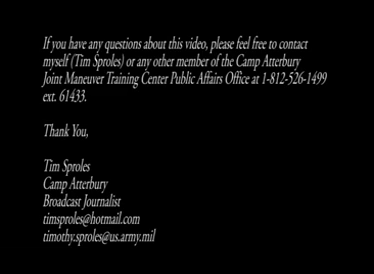 If you have any questions about this video, please feel free to contact
myself (Tim Sproles) or any other member of the Camp Atterbury
Joint Maneuver Training Center Public Affairs Office at 1-812-526-1499
ext. 61433.
Thank You,
Tim Sproles
Camp Atterbury
Broadcast Journalist
timsproles@hotmail.com
timothy.sproles@us.army.mil